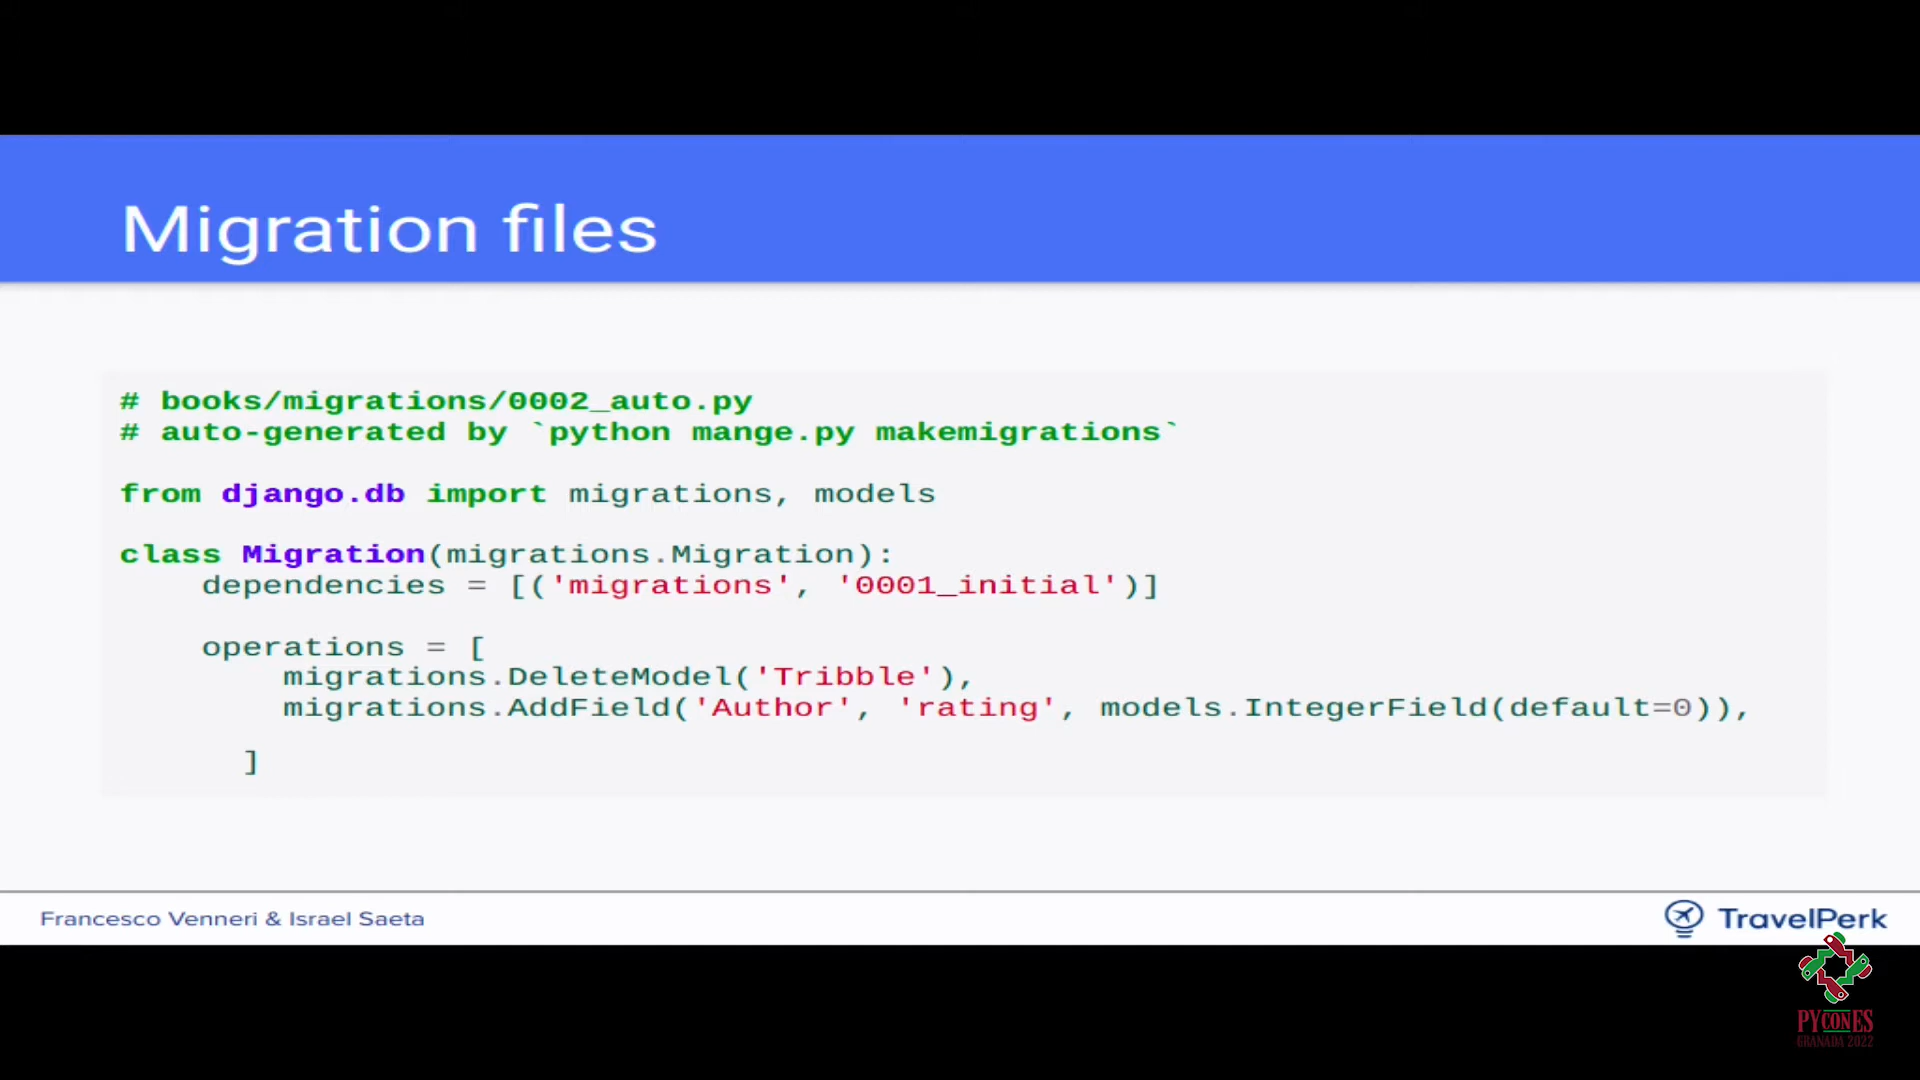 Migration files
# books/migrations/0002_auto.py
# auto-generated by `python mange.py makemigrations`
from django.db import migrations, models
class Migration(migrations.Migration):
dependencies = [('migrations', '0001_initial')]
operations = [
migrations.DeleteModel('Tribble'),
migrations.AddField('Author', 'rating', models.IntegerField(default=0)),
]
Francesco Venneri & Israel Saeta
TravelPerk
PYCONES
GRANADA 2022